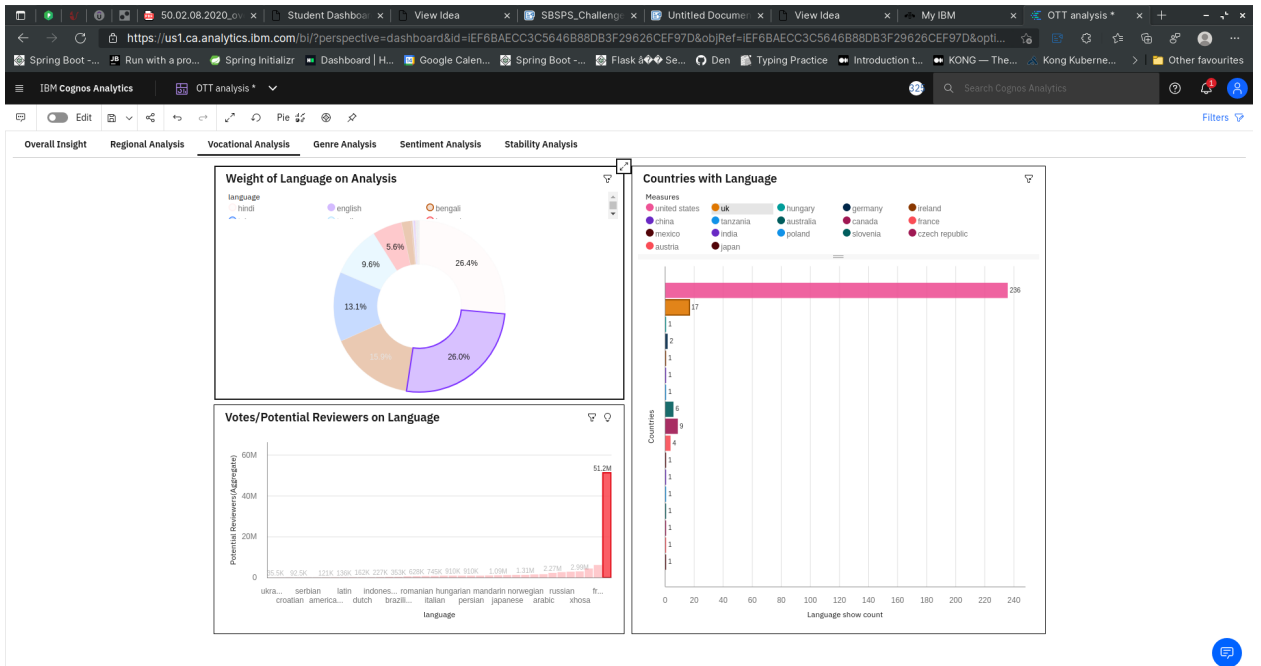 50.02.08.2020_ov
Student Dashboa
View Idea
SBSPS_Challenge
Untitled Documen
View Idea
My IBM
OTT analysis *
https://us1.ca.analytics.ibm.com/bi/?perspective=dashboard&id=iEF6BAECC3C5646B88DB3F29626CEF97D&objRef=iEF6BAECC3C5646B88DB3F29626CEF97D&opti...
Spring Boot -... Run with a pro... Spring Initializr Dashboard | H... Google Calen... Spring Boot -... Flask â�� Se... Den Typing Practice Introduction t... KONG — The... Kong Kuberne... Other favourites
IBM Cognos Analytics OTT analysis * 325 Search Cognos Analytics 1
Edit Pie Filters
Overall Insight Regional Analysis Vocational Analysis Genre Analysis Sentiment Analysis Stability Analysis
Weight of Language on Analysis
language
hindi english bengali
5.6%
9.6%
26.4%
13.1%
26.0%
Votes/Potential Reviewers on Language
Potential Reviewers(Aggregate)
60M
40M
20M
0
51.2M
92.5K 121K 136K 162K 227K 353K 628K 745K 910K 910K 1.09M 1.31M 2.27M 2.99M
ukra... serbian latin indones... romanian hungarian mandarin norwegian russian fr...
croatian america... dutch brazili... italian persian japanese arabic xhosa
language
Countries with Language
Measures
united states uk hungary germany ireland
china tanzania australia canada france
mexico india poland slovenia czech republic
austria japan
Countries
236
17
1
2
1
1
1
6
9
4
1
1
1
1
1
1
1
0 20 40 60 80 100 120 140 160 180 200 220 240
Language show count